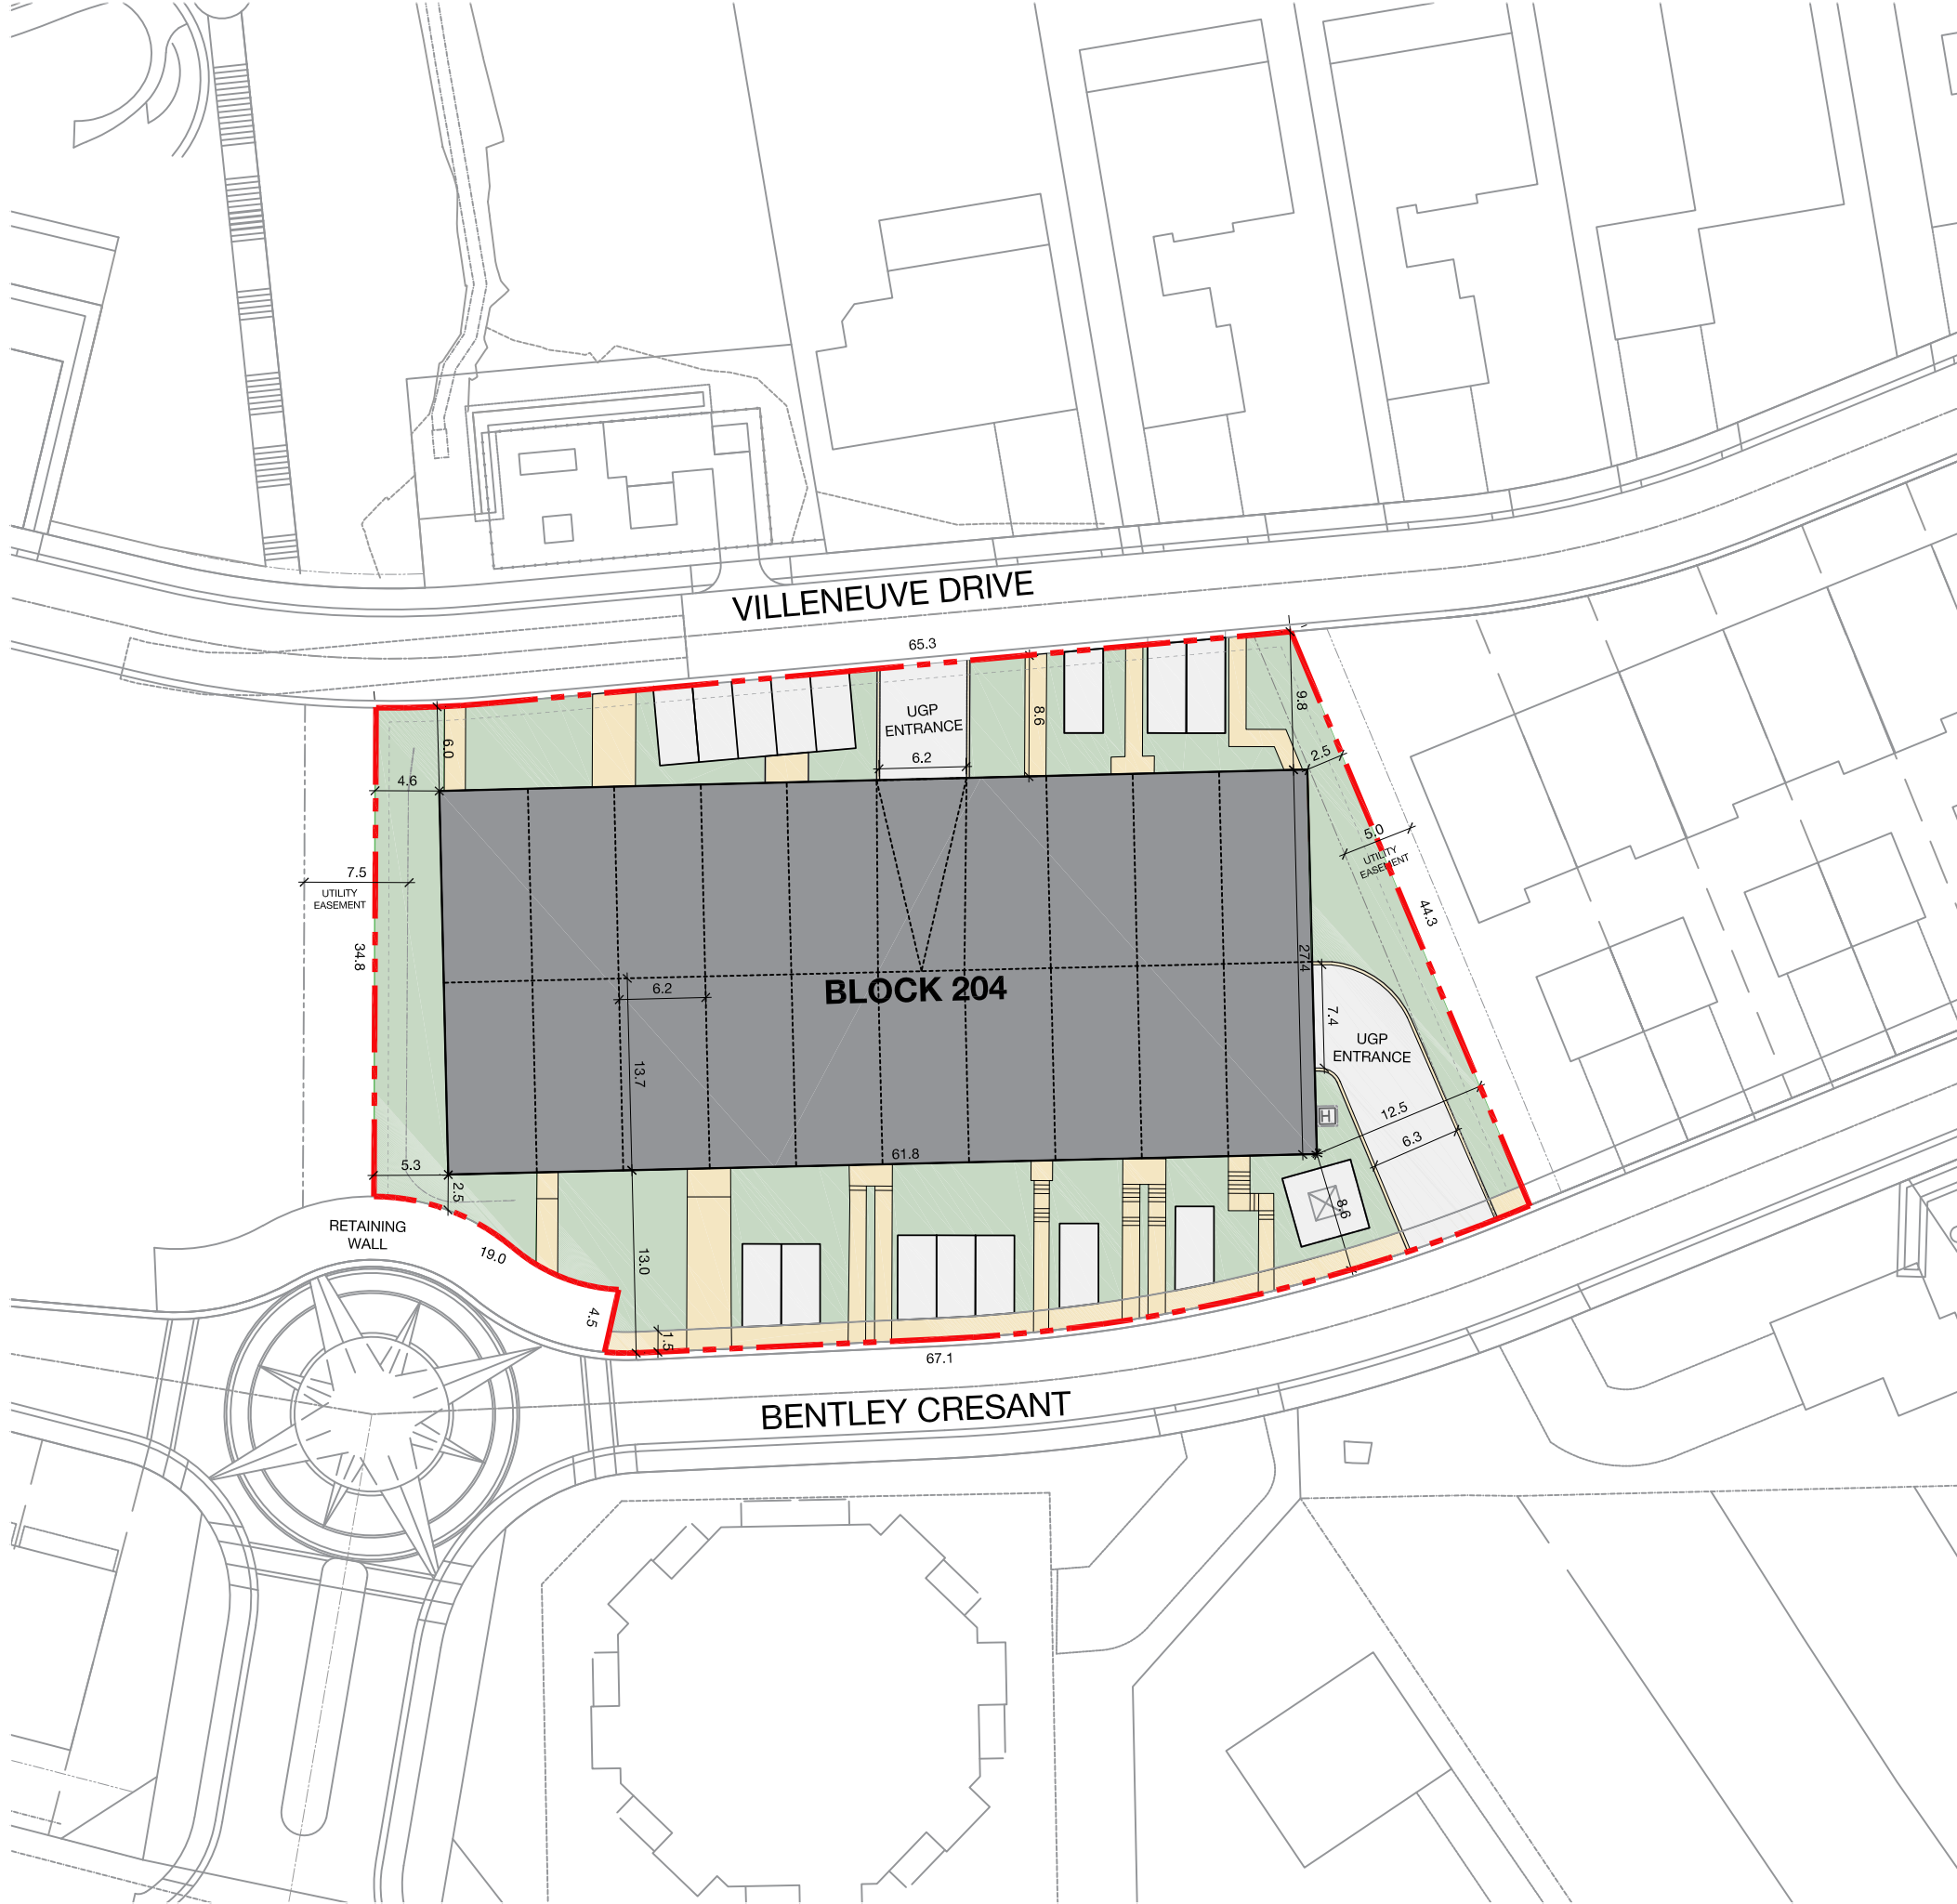 VILLENEUVE DRIVE
65.3
UGP
ENTRANCE
6.2
8.6
9.8
2.5
6.0
4.6
5.0
UTILITY
EASEMENT
7.5
UTILITY
EASEMENT
34.8
44.3
27.4
6.2
BLOCK 204
7.4
UGP
ENTRANCE
13.7
12.5
6.3
61.8
5.3
2.5
8.6
RETAINING
WALL
19.0
13.0
4.5
1.5
67.1
BENTLEY CRESANT
H